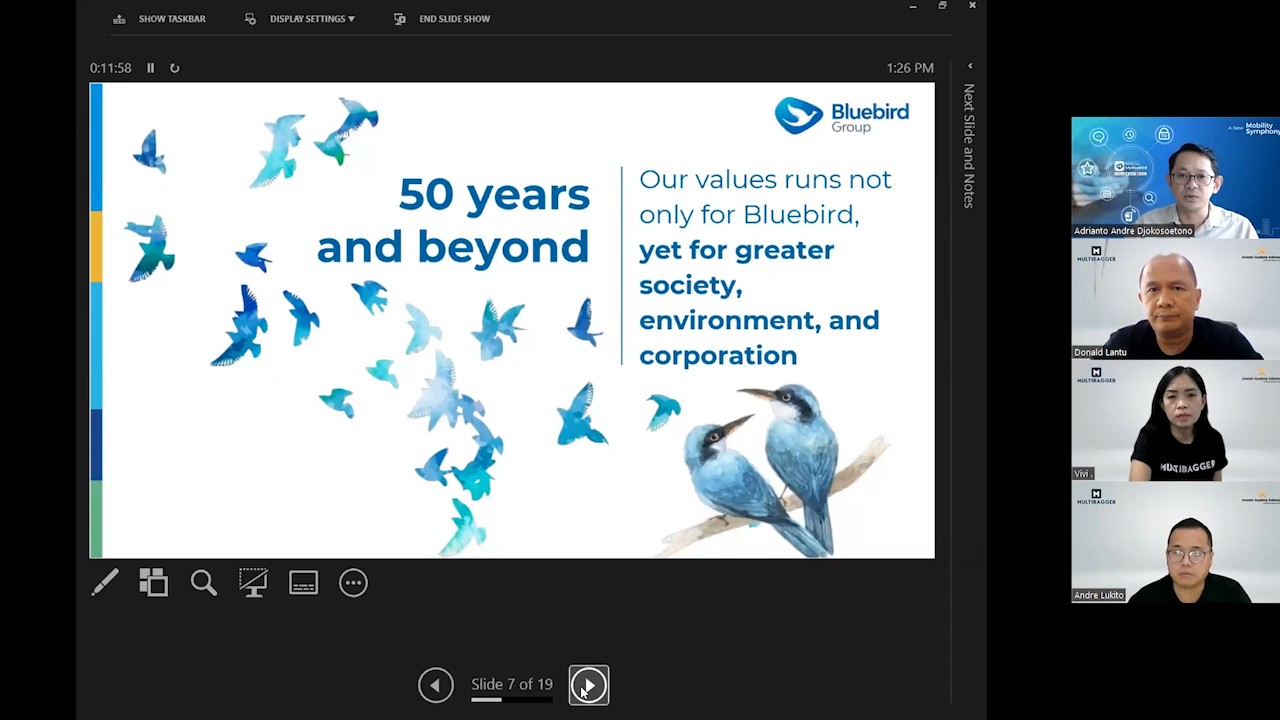 SHOW TASKBAR
DISPLAY SETTINGS ▼
END SLIDE SHOW
0:11:58
1:26 PM
Next Slide and Notes
Bluebird
Group
50 years
and beyond
Our values runs not
only for Bluebird,
yet for greater
society,
environment, and
corporation
Slide 7 of 19
A New Mobility
Symphony
Adrianto Andre Djokosoetono
MULTIBAGGER
Donald Lantu
MULTIBAGGER
MULTIBAGGER
Vivi .
MULTIBAGGER
Andre Lukito